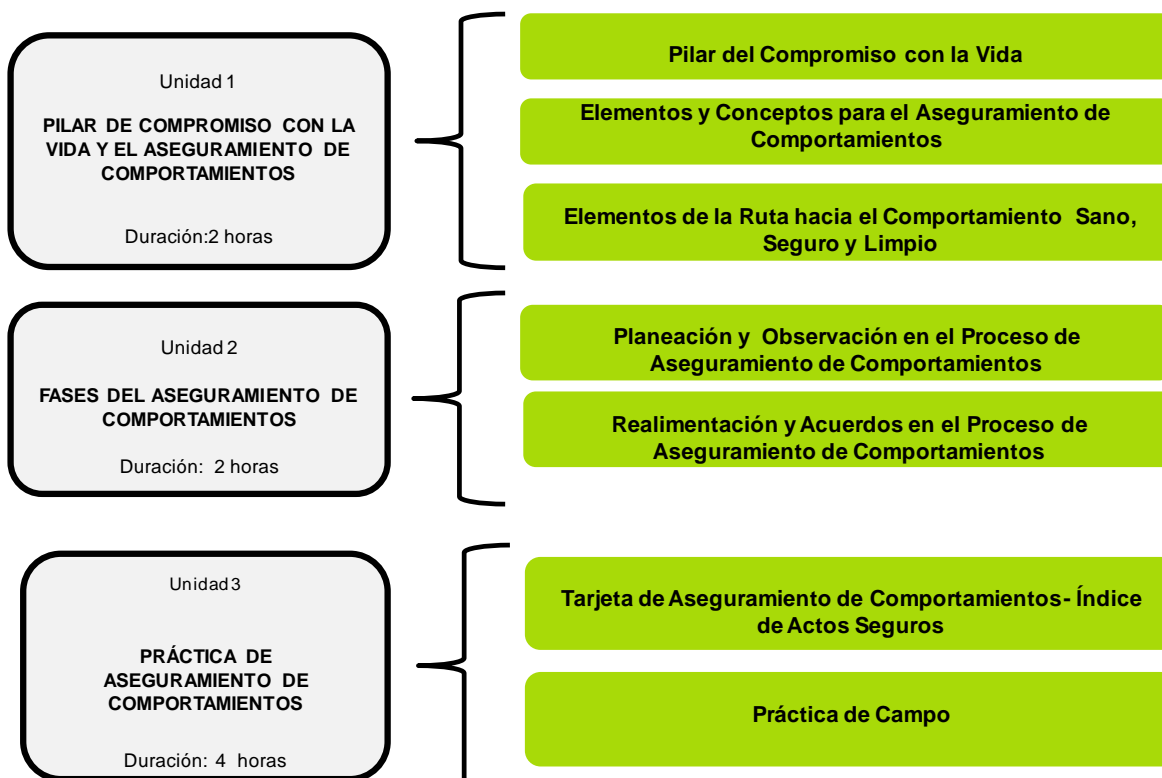 Unidad 1
PILAR DE COMPROMISO CON LA
VIDA Y EL ASEGURAMIENTO DE
COMPORTAMIENTOS
Duración:2 horas
Pilar del Compromiso con la Vida
Elementos y Conceptos para el Aseguramiento de
Comportamientos
Elementos de la Ruta hacia el Comportamiento Sano,
Seguro y Limpio
Unidad 2
FASES DEL ASEGURAMIENTO DE
COMPORTAMIENTOS
Duración: 2 horas
Planeación y Observación en el Proceso de
Aseguramiento de Comportamientos
Realimentación y Acuerdos en el Proceso de
Aseguramiento de Comportamientos
Unidad 3
PRÁCTICA DE
ASEGURAMIENTO DE
COMPORTAMIENTOS
Duración: 4 horas
Tarjeta de Aseguramiento de Comportamientos- Índice
de Actos Seguros
Práctica de Campo